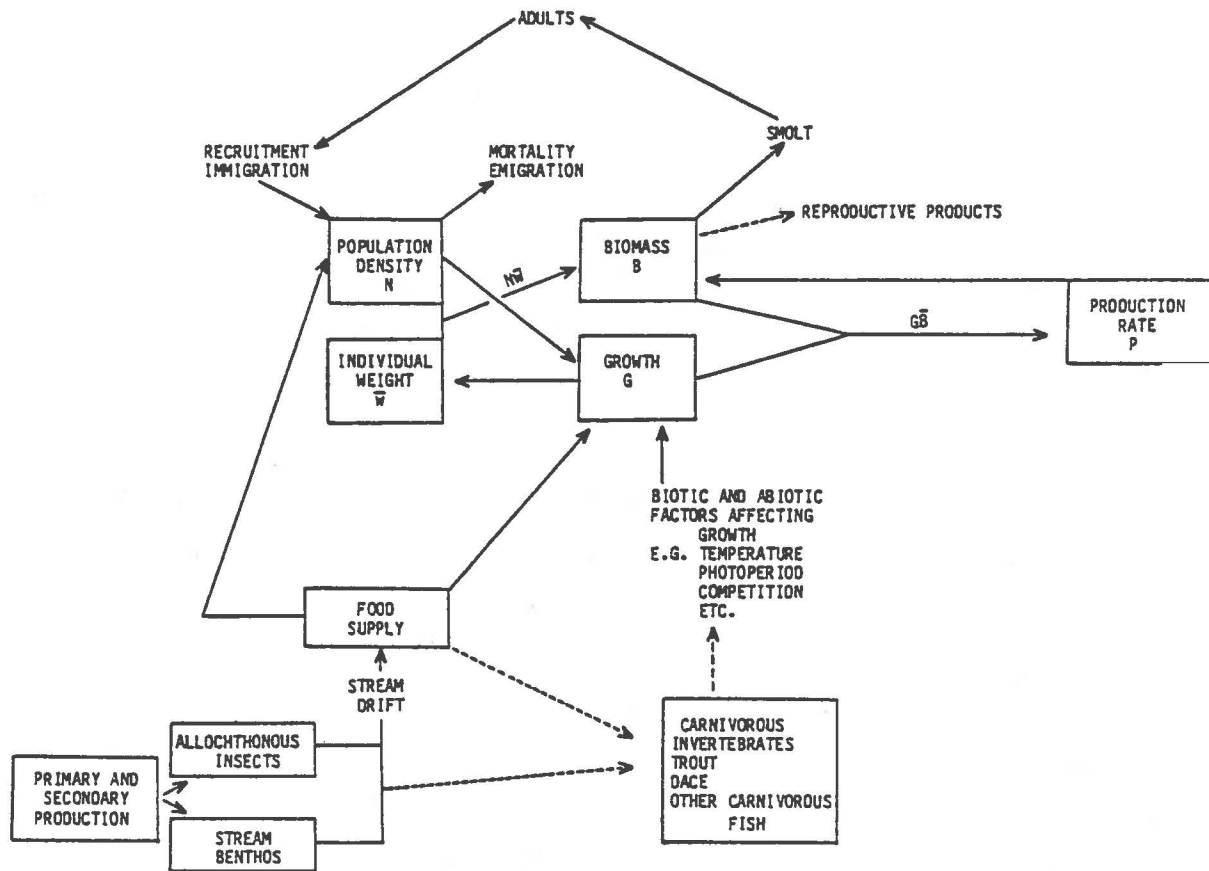 ADULTS
SMOLT
RECRUITMENT
IMMIGRATION
MORTALITY
EMIGRATION
REPRODUCTIVE PRODUCTS
POPULATION
DENSITY
N
BIOMASS
B
NW̅
GB̅
PRODUCTION
RATE
P
INDIVIDUAL
WEIGHT
w̅
GROWTH
G
BIOTIC AND ABIOTIC
FACTORS AFFECTING
GROWTH
E.G. TEMPERATURE
PHOTOPERIOD
COMPETITION
ETC.
FOOD
SUPPLY
STREAM
DRIFT
ALLOCHTHONOUS
INSECTS
PRIMARY AND
SECONDARY
PRODUCTION
STREAM
BENTHOS
CARNIVOROUS
INVERTEBRATES
TROUT
DACE
OTHER CARNIVOROUS
FISH